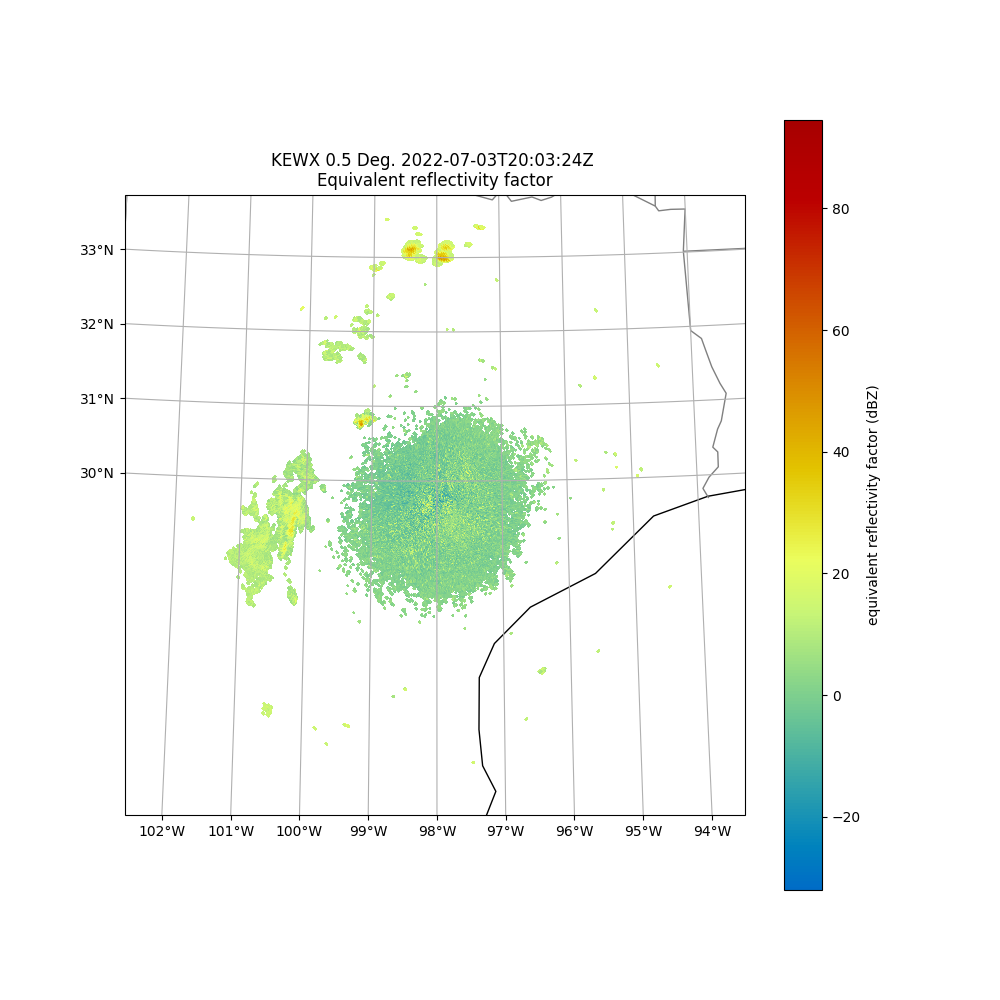 KEWX 0.5 Deg. 2022-07-03T20:03:24Z
Equivalent reflectivity factor
33°N
32°N
31°N
30°N
102°W 101°W 100°W 99°W 98°W 97°W 96°W 95°W 94°W
80
60
40
20
0
−20
equivalent reflectivity factor (dBZ)